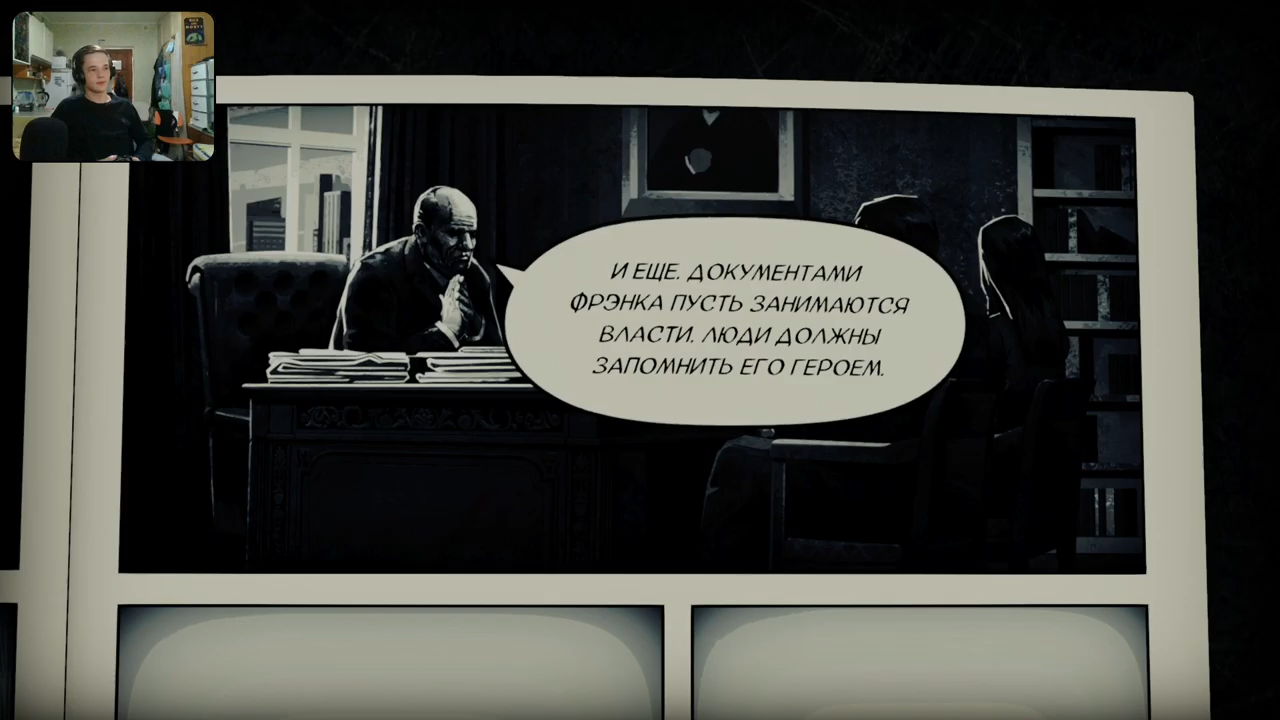 И ЕЩЕ. ДОКУМЕНТАМИ
ФРЭНКА ПУСТЬ ЗАНИМАЮТСЯ
ВЛАСТИ. ЛЮДИ ДОЛЖНЫ
ЗАПОМНИТЬ ЕГО ГЕРОЕМ.